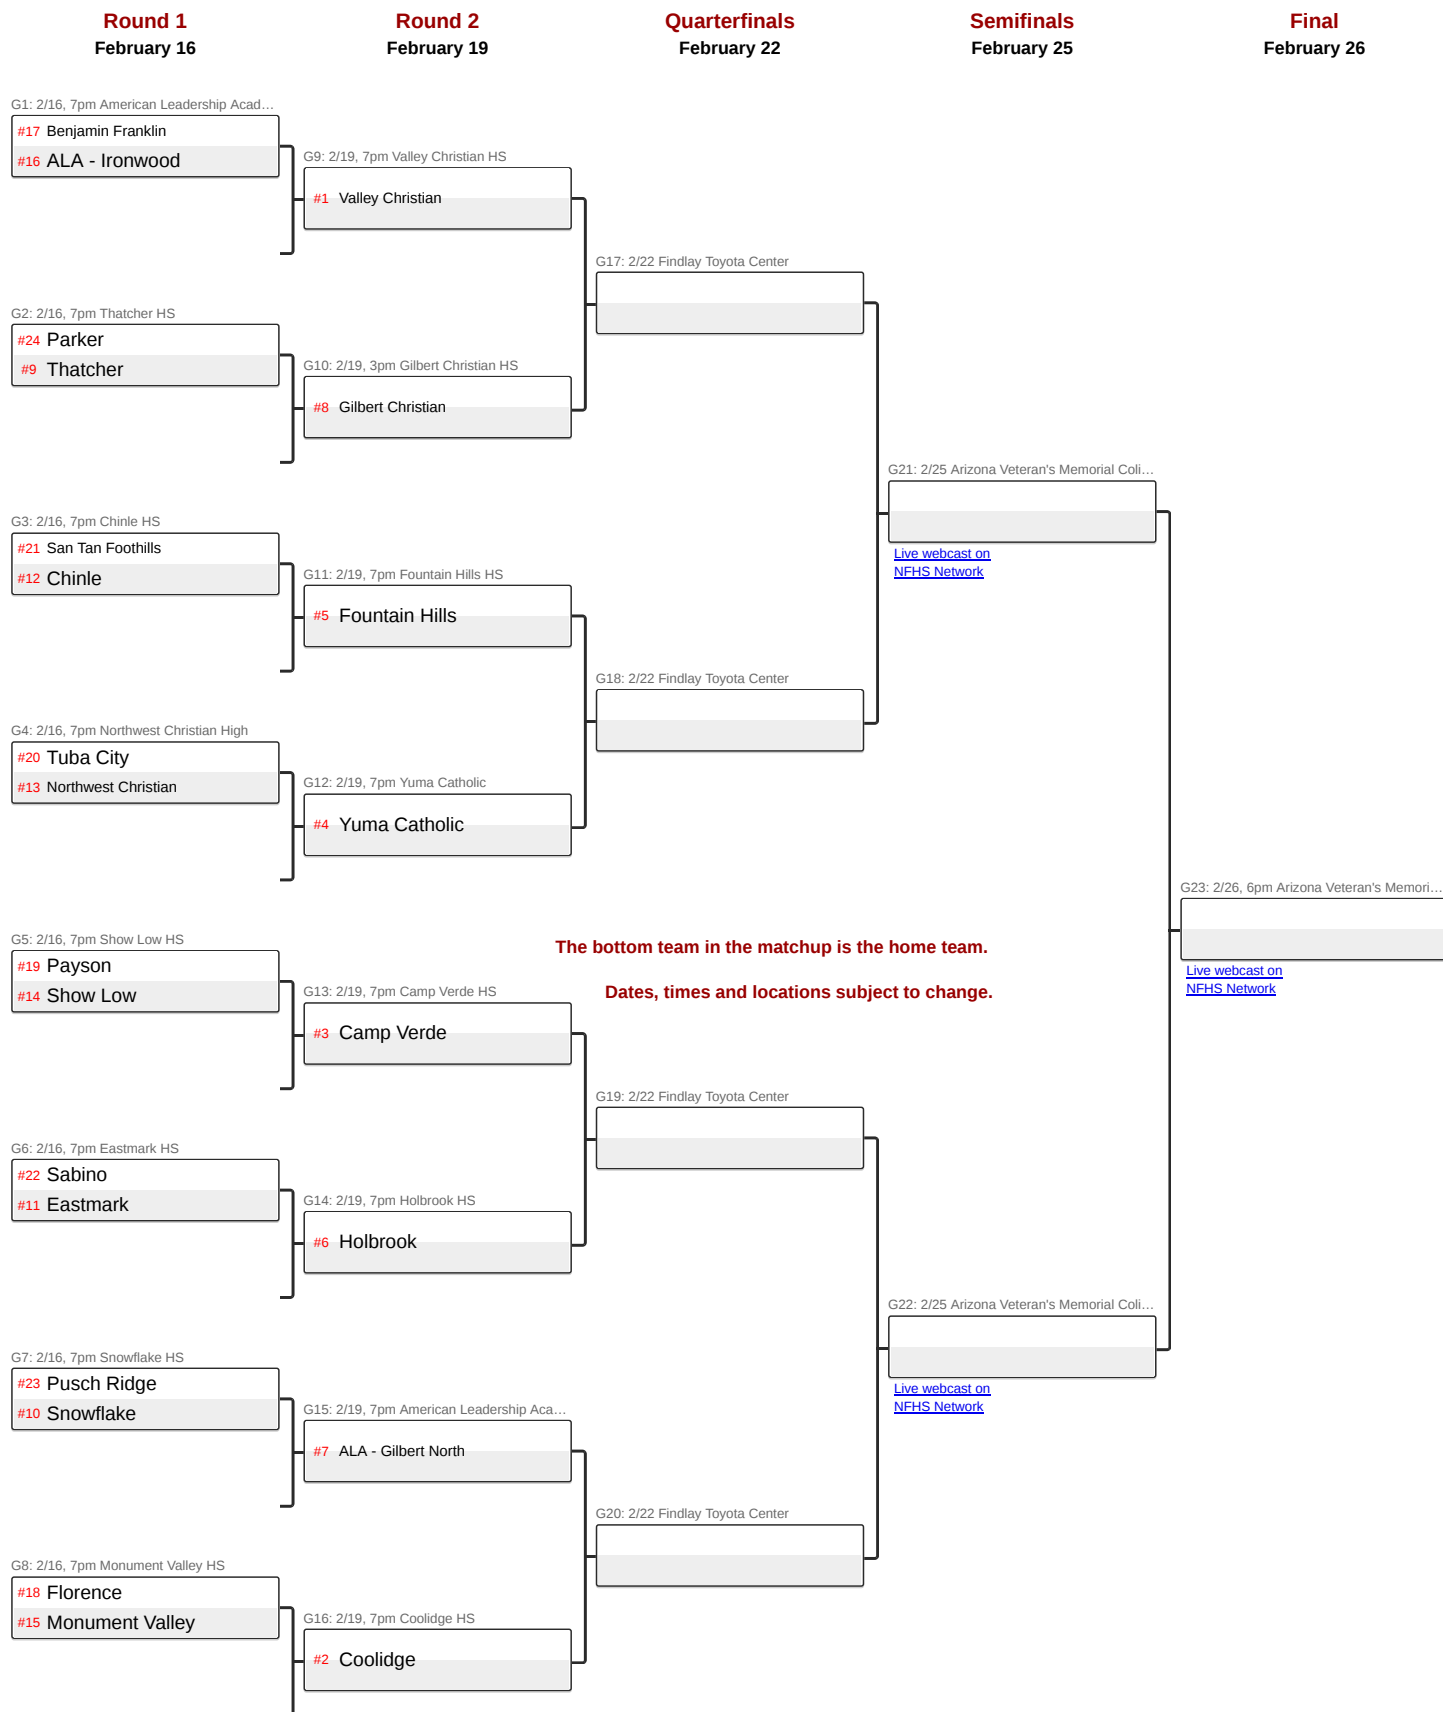 Round 1
February 16
Round 2
February 19
Quarterfinals
February 22
Semifinals
February 25
Final
February 26
G1: 2/16, 7pm American Leadership Acad…
#17 Benjamin Franklin
#16 ALA - Ironwood
G2: 2/16, 7pm Thatcher HS
#24 Parker
#9 Thatcher
G3: 2/16, 7pm Chinle HS
#21 San Tan Foothills
#12 Chinle
G4: 2/16, 7pm Northwest Christian High
#20 Tuba City
#13 Northwest Christian
G5: 2/16, 7pm Show Low HS
#19 Payson
#14 Show Low
G6: 2/16, 7pm Eastmark HS
#22 Sabino
#11 Eastmark
G7: 2/16, 7pm Snowflake HS
#23 Pusch Ridge
#10 Snowflake
G8: 2/16, 7pm Monument Valley HS
#18 Florence
#15 Monument Valley
G9: 2/19, 7pm Valley Christian HS
#1 Valley Christian
G10: 2/19, 3pm Gilbert Christian HS
#8 Gilbert Christian
G11: 2/19, 7pm Fountain Hills HS
#5 Fountain Hills
G12: 2/19, 7pm Yuma Catholic
#4 Yuma Catholic
G13: 2/19, 7pm Camp Verde HS
#3 Camp Verde
G14: 2/19, 7pm Holbrook HS
#6 Holbrook
G15: 2/19, 7pm American Leadership Aca…
#7 ALA - Gilbert North
G16: 2/19, 7pm Coolidge HS
#2 Coolidge
G17: 2/22 Findlay Toyota Center
G18: 2/22 Findlay Toyota Center
The bottom team in the matchup is the home team.
Dates, times and locations subject to change.
G19: 2/22 Findlay Toyota Center
G20: 2/22 Findlay Toyota Center
G21: 2/25 Arizona Veteran's Memorial Coli…
Live webcast on
NFHS Network
G22: 2/25 Arizona Veteran's Memorial Coli…
Live webcast on
NFHS Network
G23: 2/26, 6pm Arizona Veteran's Memori…
Live webcast on
NFHS Network